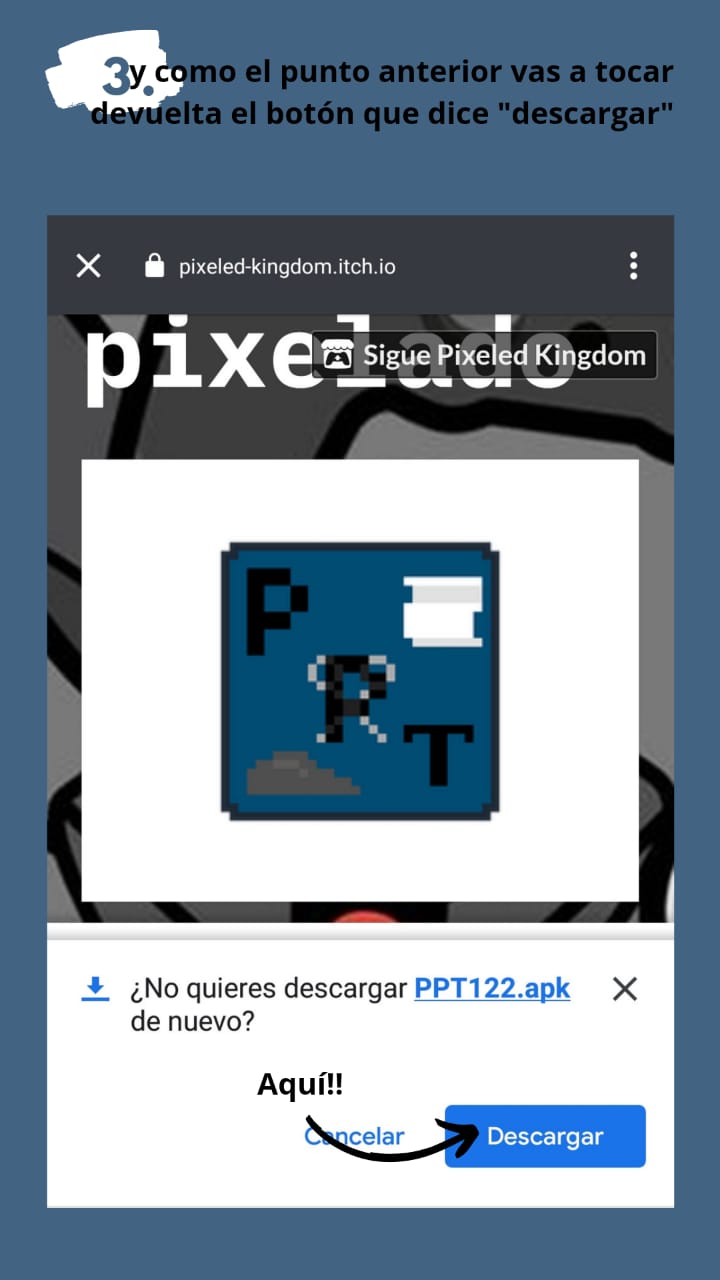 3.
y como el punto anterior vas a tocar
devuelta el botón que dice "descargar"
pixeled-kingdom.itch.io
pixelado
Sigue Pixeled Kingdom
P
R
T
¿No quieres descargar PPT122.apk
de nuevo?
Aquí!!
Cancelar
Descargar